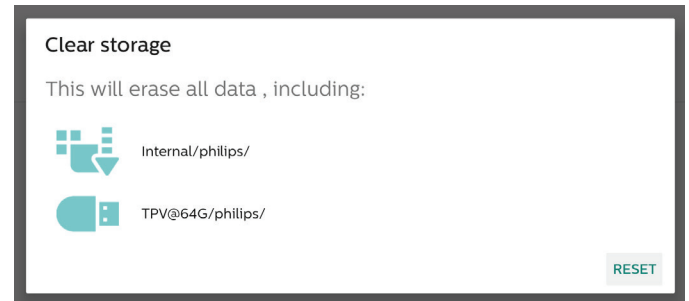 Clear storage
This will erase all data , including:
Internal/philips/
TPV@64G/philips/
RESET